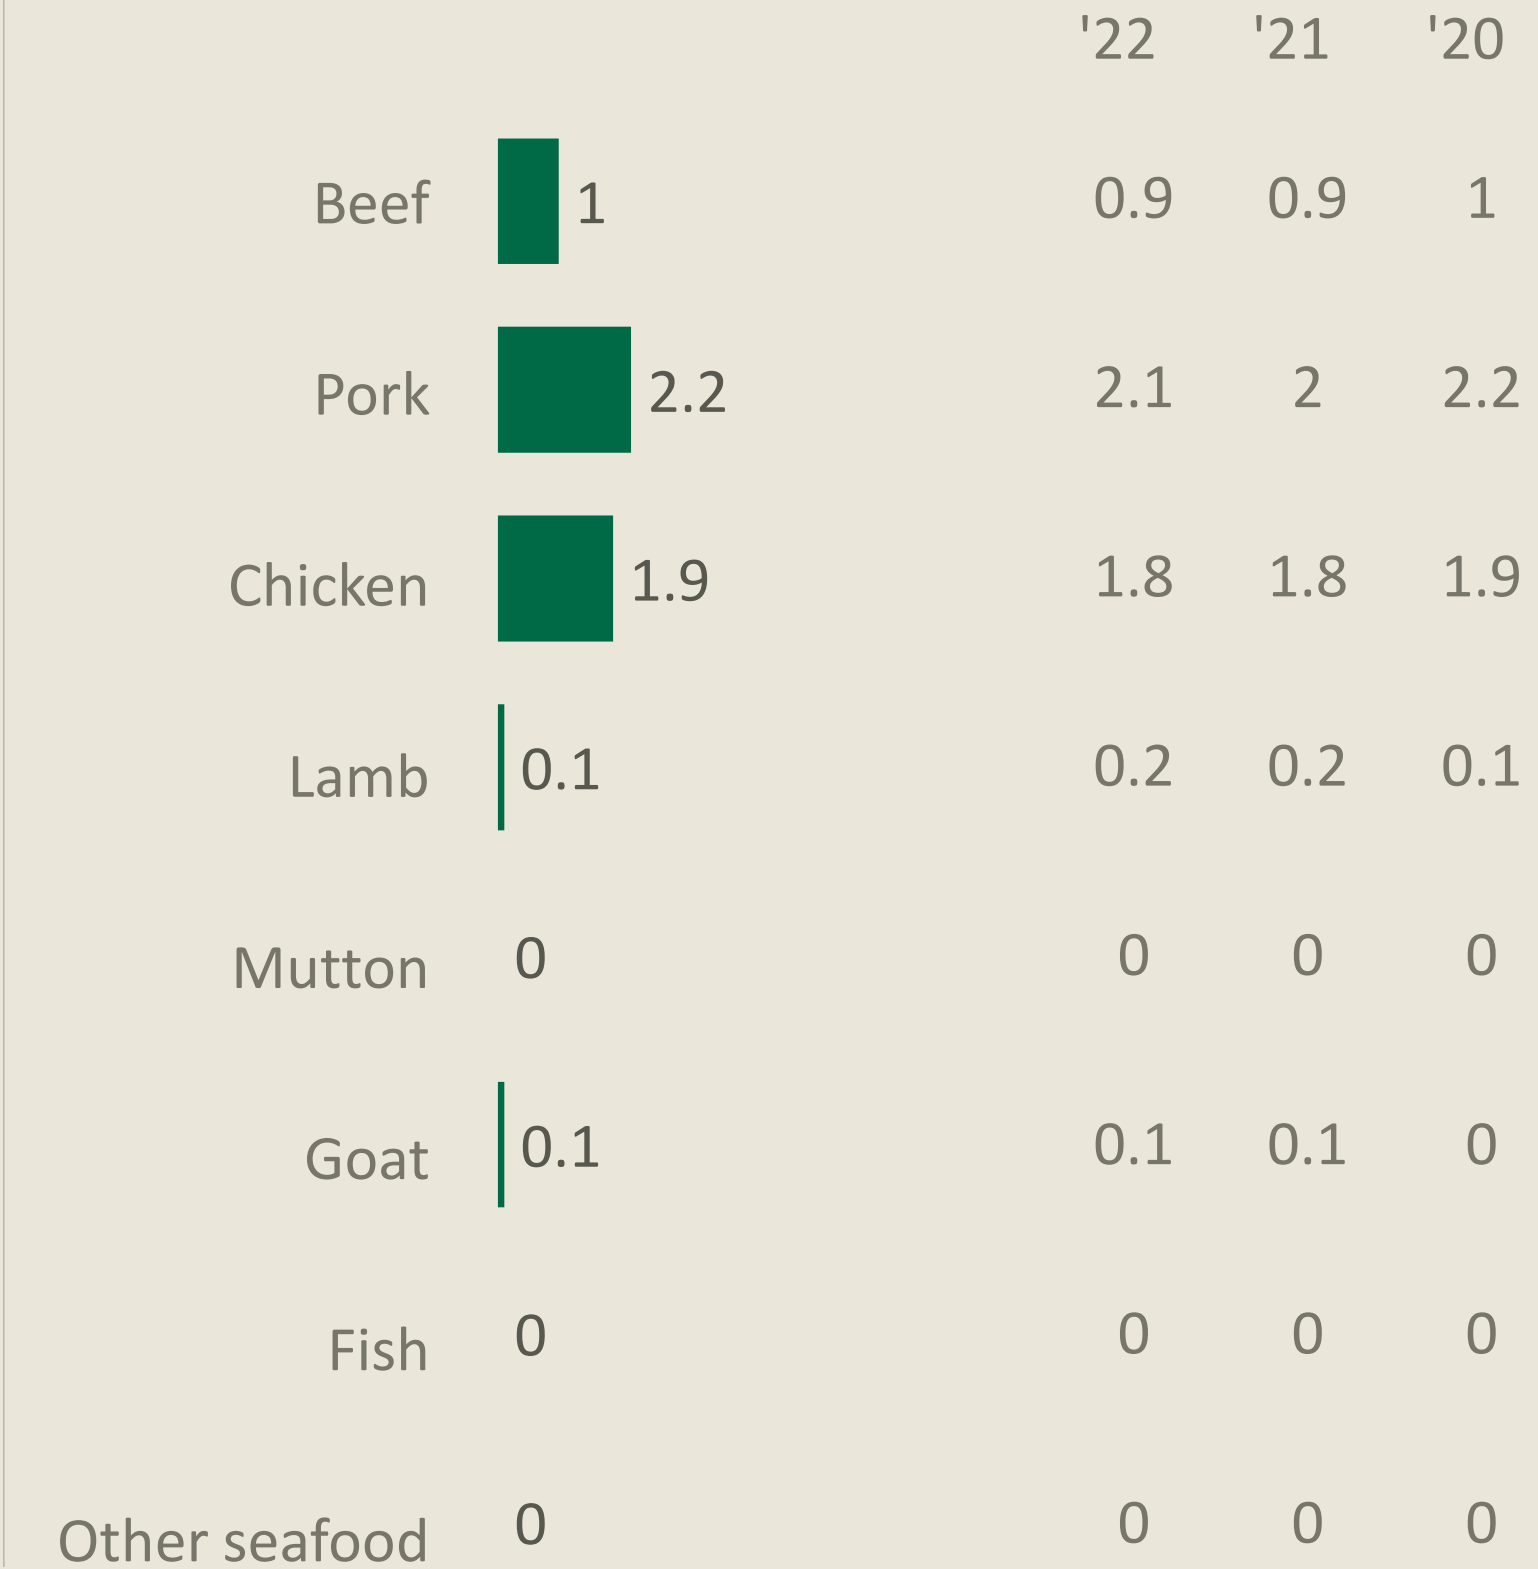 '22 '21 '20
Beef 1 0.9 0.9 1
Pork 2.2 2.1 2 2.2
Chicken 1.9 1.8 1.8 1.9
Lamb 0.1 0.2 0.2 0.1
Mutton 0 0 0 0
Goat 0.1 0.1 0.1 0
Fish 0 0 0 0
Other seafood 0 0 0 0